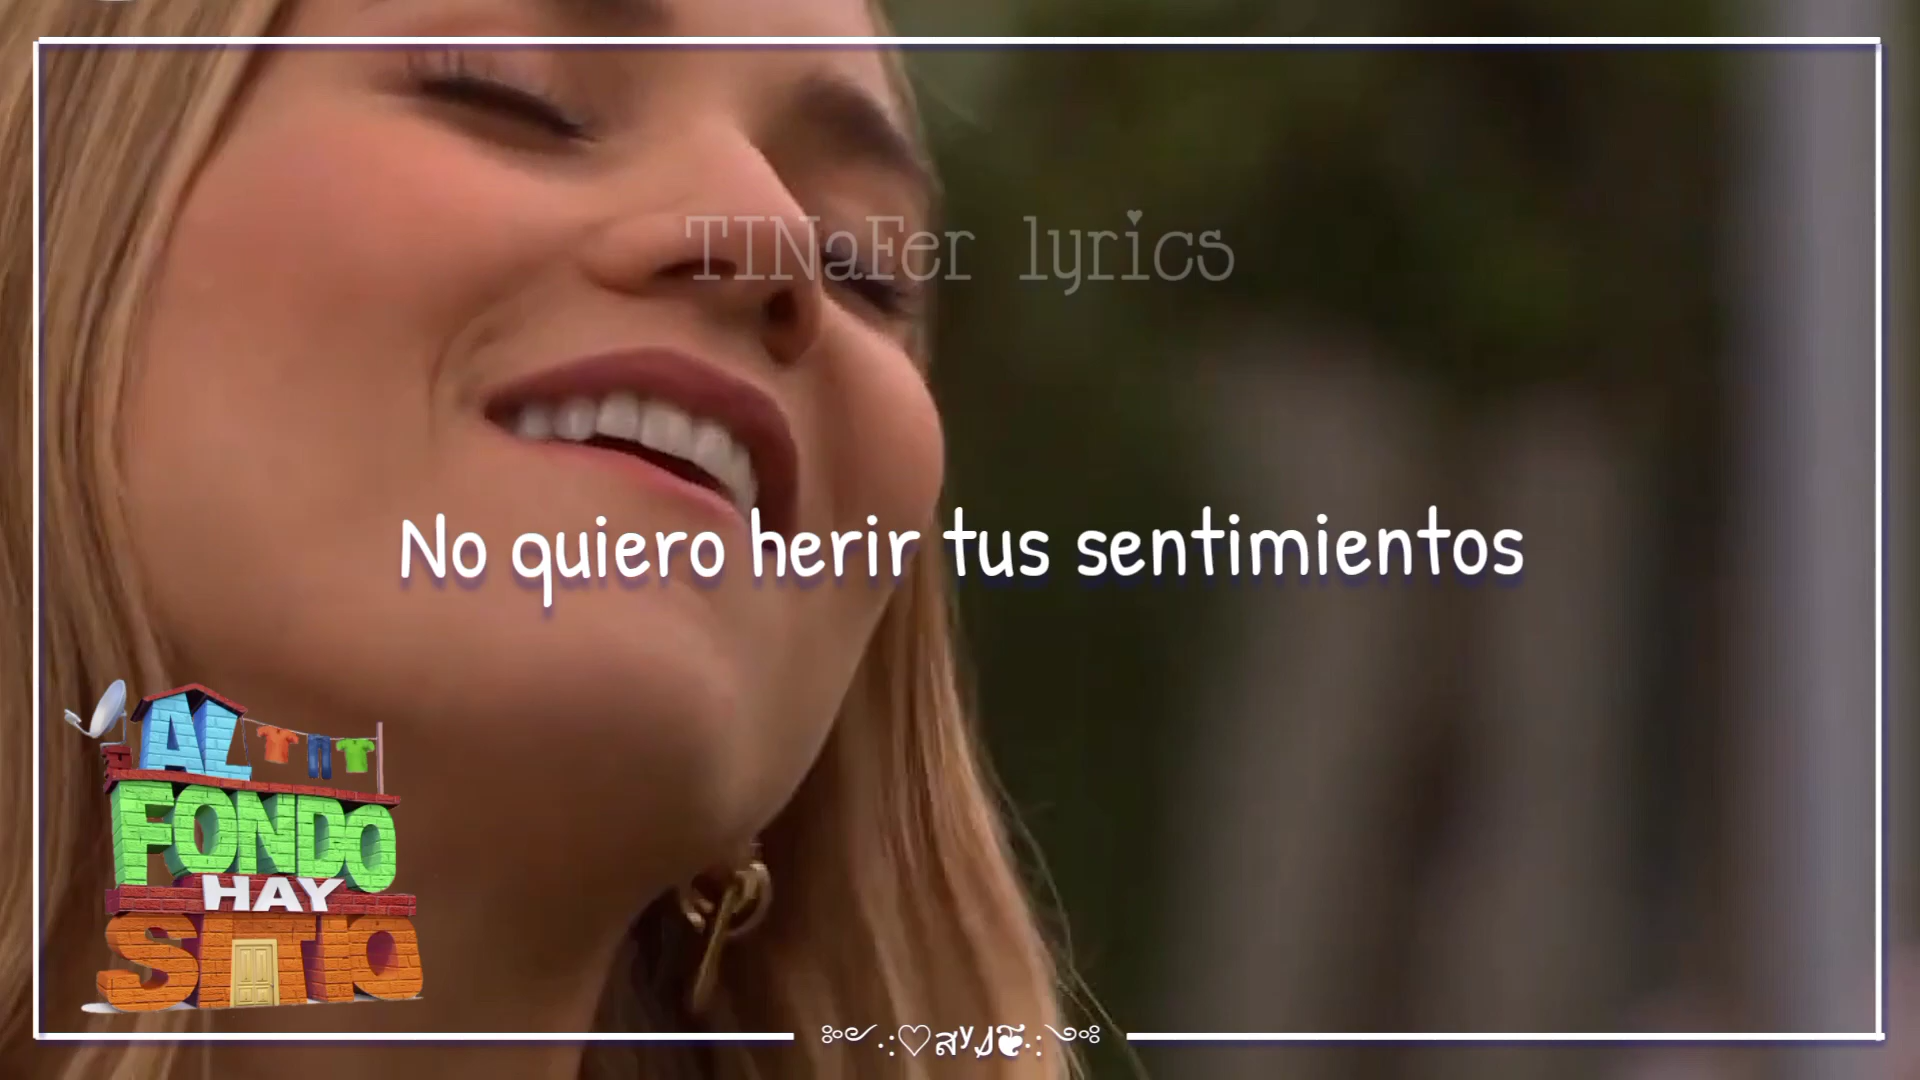 TINaFer lyrics
No quiero herir tus sentimientos
AL
FONDO
HAY
SITIO